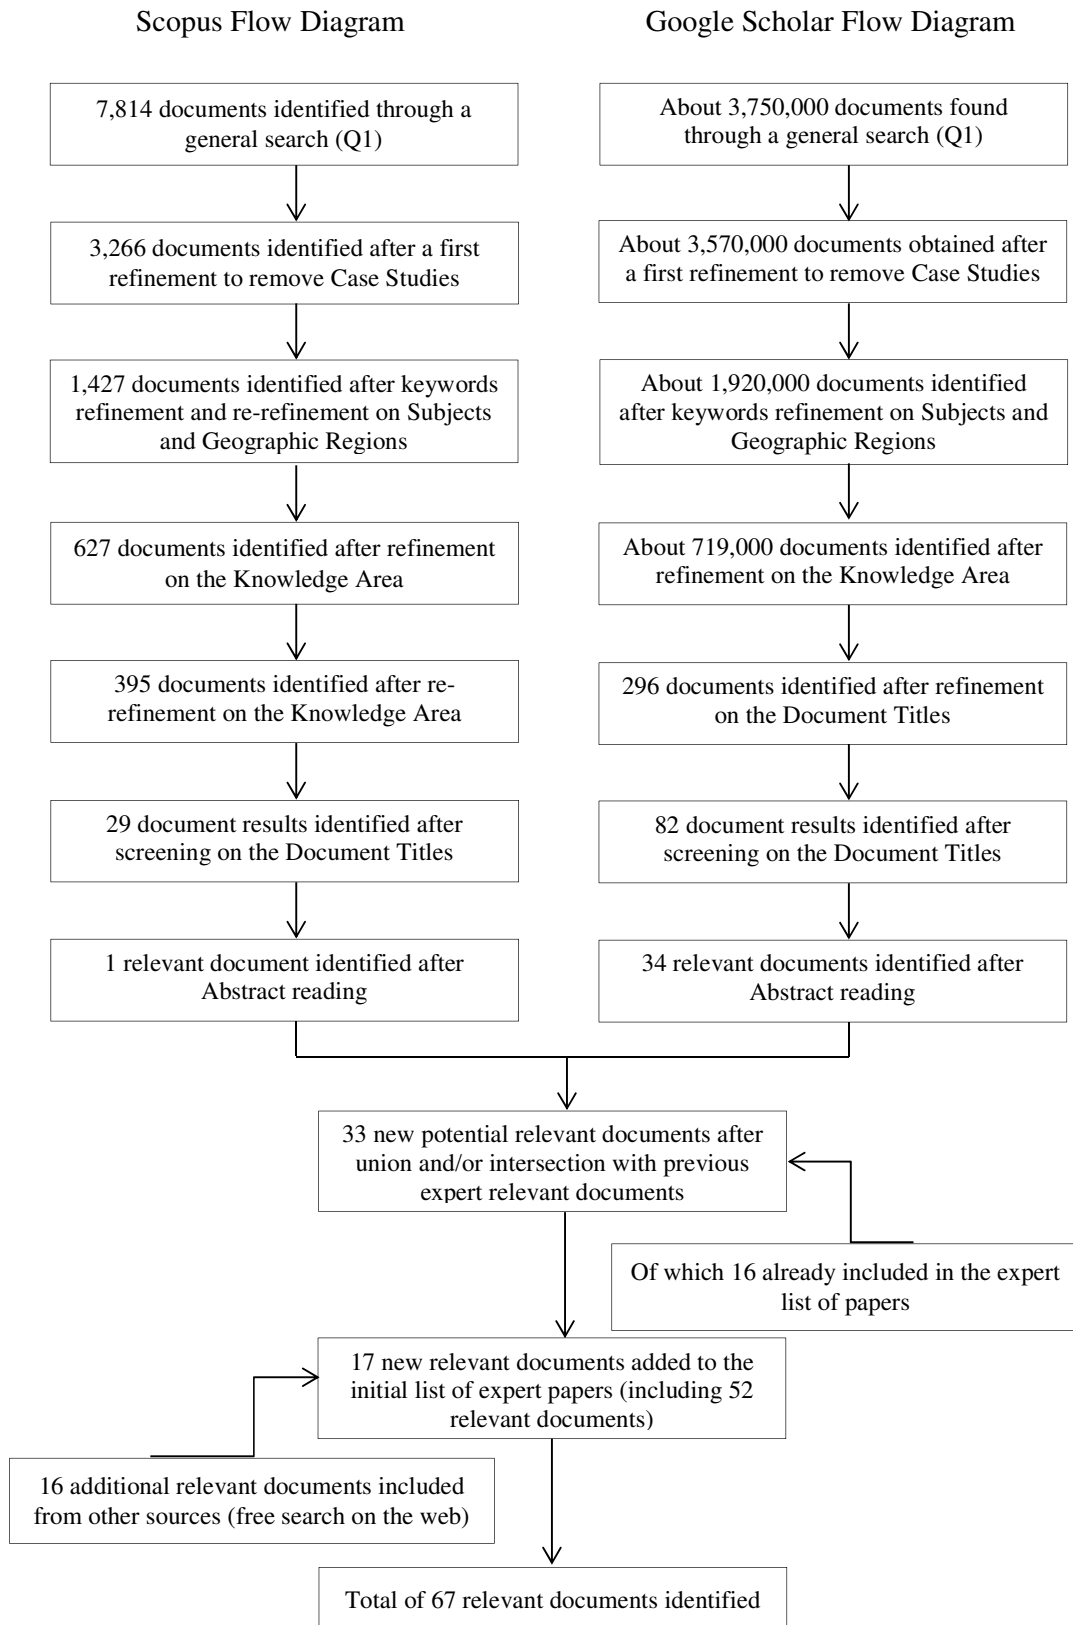 Scopus Flow Diagram
Google Scholar Flow Diagram
7,814 documents identified through a
general search (Q1)
About 3,750,000 documents found
through a general search (Q1)
3,266 documents identified after a first
refinement to remove Case Studies
About 3,570,000 documents obtained after
a first refinement to remove Case Studies
1,427 documents identified after keywords
refinement and re-refinement on Subjects
and Geographic Regions
About 1,920,000 documents identified
after keywords refinement on Subjects and
Geographic Regions
627 documents identified after refinement
on the Knowledge Area
About 719,000 documents identified after
refinement on the Knowledge Area
395 documents identified after re-
refinement on the Knowledge Area
296 documents identified after refinement
on the Document Titles
29 document results identified after
screening on the Document Titles
82 document results identified after
screening on the Document Titles
1 relevant document identified after
Abstract reading
34 relevant documents identified after
Abstract reading
33 new potential relevant documents after
union and/or intersection with previous
expert relevant documents
Of which 16 already included in the expert
list of papers
17 new relevant documents added to the
initial list of expert papers (including 52
relevant documents)
16 additional relevant documents included
from other sources (free search on the web)
Total of 67 relevant documents identified